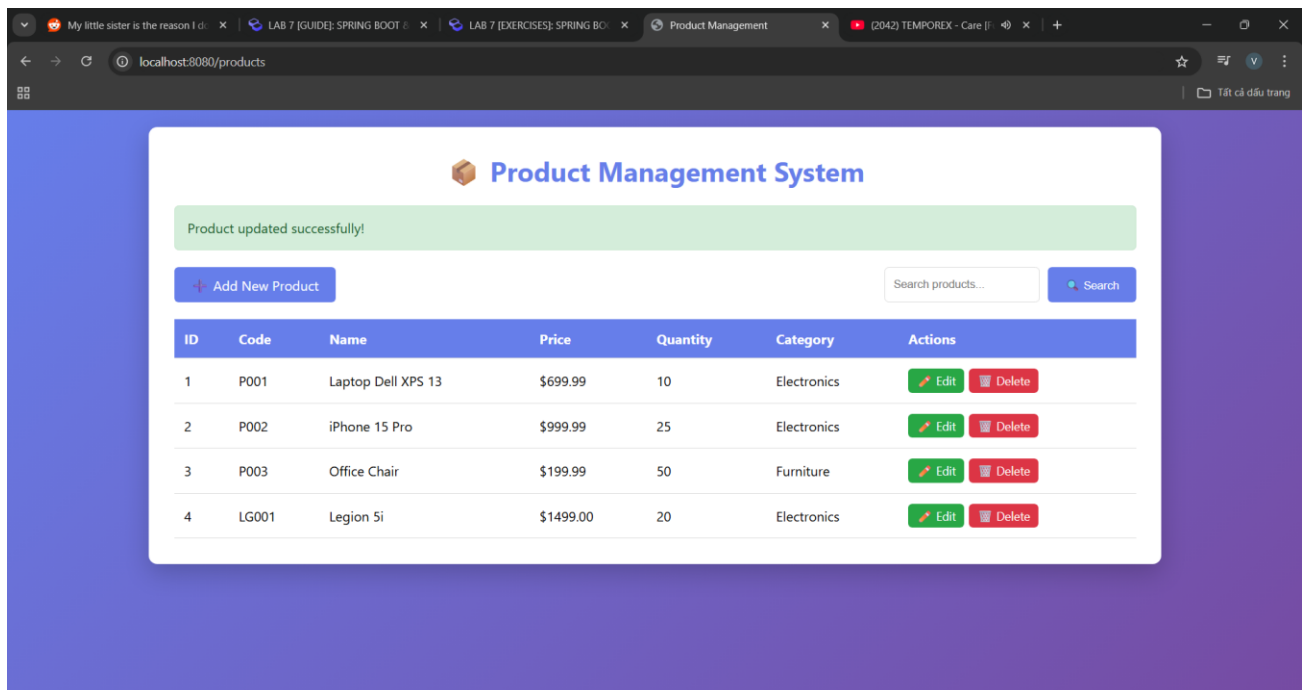 My little sister is the reason I d
LAB 7 [GUIDE]: SPRING BOOT &
LAB 7 [EXERCISES]: SPRING BO
Product Management
(2042) TEMPOREX - Care [F
localhost:8080/products
V
Tất cả dấu trang
Product Management System
Product updated successfully!
Add New Product
Search products...
Search
ID Code Name Price Quantity Category Actions
1 P001 Laptop Dell XPS 13 $699.99 10 Electronics Edit Delete
2 P002 iPhone 15 Pro $999.99 25 Electronics Edit Delete
3 P003 Office Chair $199.99 50 Furniture Edit Delete
4 LG001 Legion 5i $1499.00 20 Electronics Edit Delete